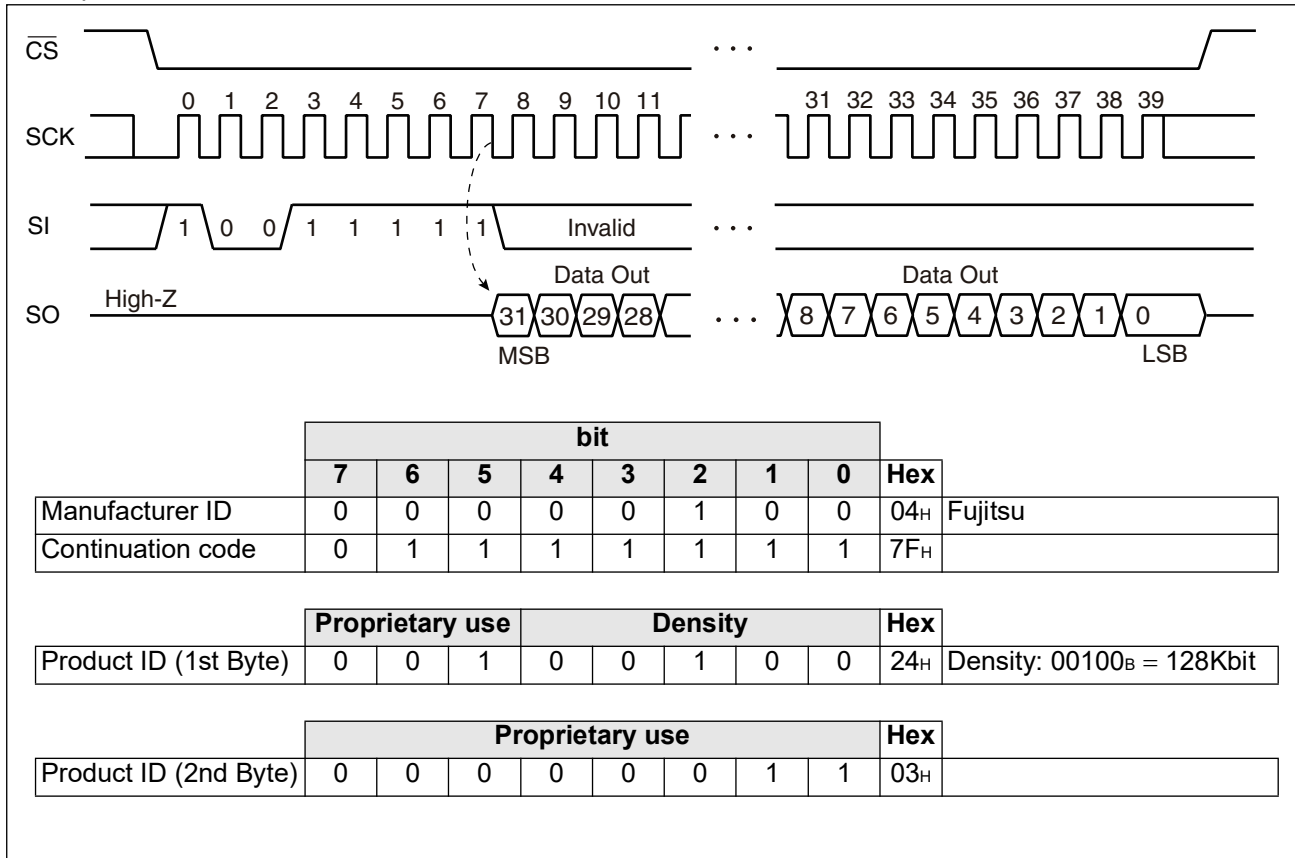 CS
. . .
0 1 2 3 4 5 6 7 8 9 10 11 31 32 33 34 35 36 37 38 39
SCK
. . .
SI 1 0 0 1 1 1 1 1 Invalid . . .
Data Out Data Out
High-Z
SO 31 30 29 28 . . . 8 7 6 5 4 3 2 1 0
MSB LSB
bit
7 6 5 4 3 2 1 0 Hex
Manufacturer ID 0 0 0 0 0 1 0 0 04H Fujitsu
Continuation code 0 1 1 1 1 1 1 1 7FH
Proprietary use Density Hex
Product ID (1st Byte) 0 0 1 0 0 1 0 0 24H Density: 00100B = 128Kbit
Proprietary use Hex
Product ID (2nd Byte) 0 0 0 0 0 0 1 1 03H